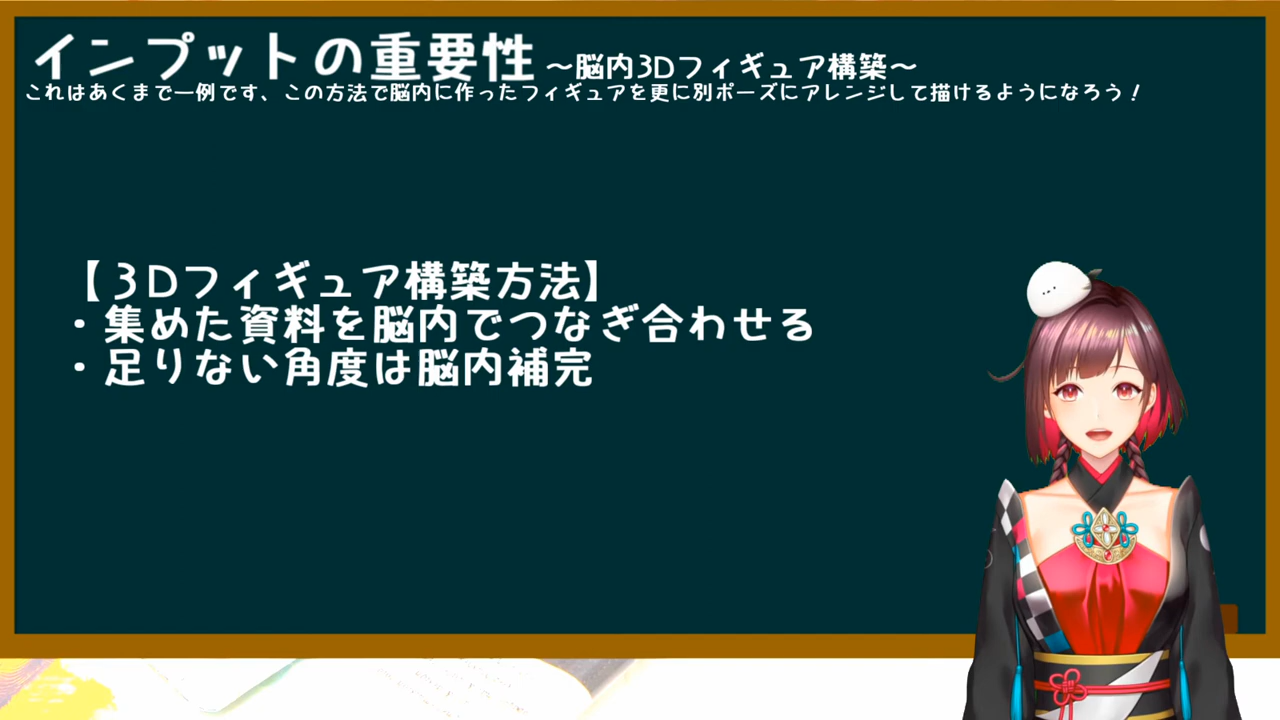 インプットの重要性 ～脳内3Dフィギュア構築～
これはあくまで一例です、この方法で脳内に作ったフィギュアを更に別ポーズにアレンジして描けるようになろう！
【３Dフィギュア構築方法】
・集めた資料を脳内でつなぎ合わせる
・足りない角度は脳内補完